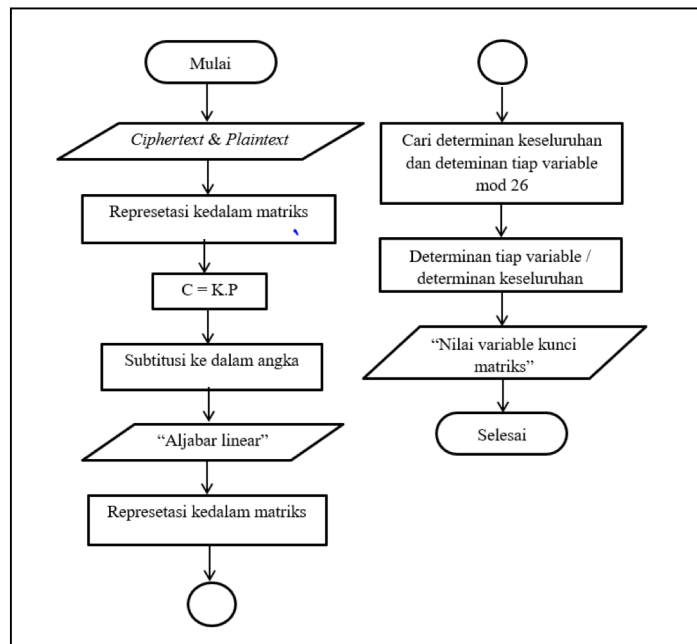 Mulai
Ciphertext & Plaintext
Represetasi kedalam matriks
C = K.P
Subtitusi ke dalam angka
“Aljabar linear”
Represetasi kedalam matriks
Cari determinan keseluruhan
dan deteminan tiap variable
mod 26
Determinan tiap variable /
determinan keseluruhan
“Nilai variable kunci
matriks”
Selesai